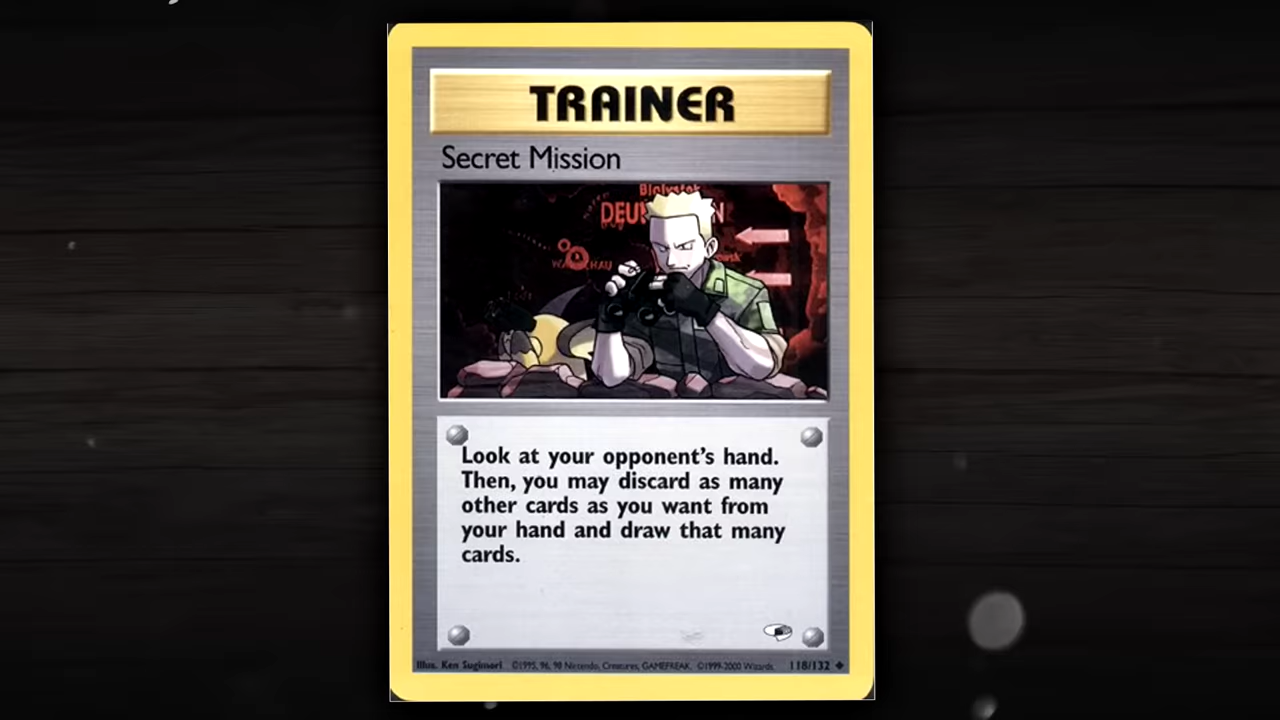 TRAINER
Secret Mission
Białystok
Look at your opponent's hand.
Then, you may discard as many
other cards as you want from
your hand and draw that many
cards.
Illus. Ken Sugimori ©1995, 96, 98 Nintendo, Creatures, GAMEFREAK. ©1999-2000 Wizards. 118/132